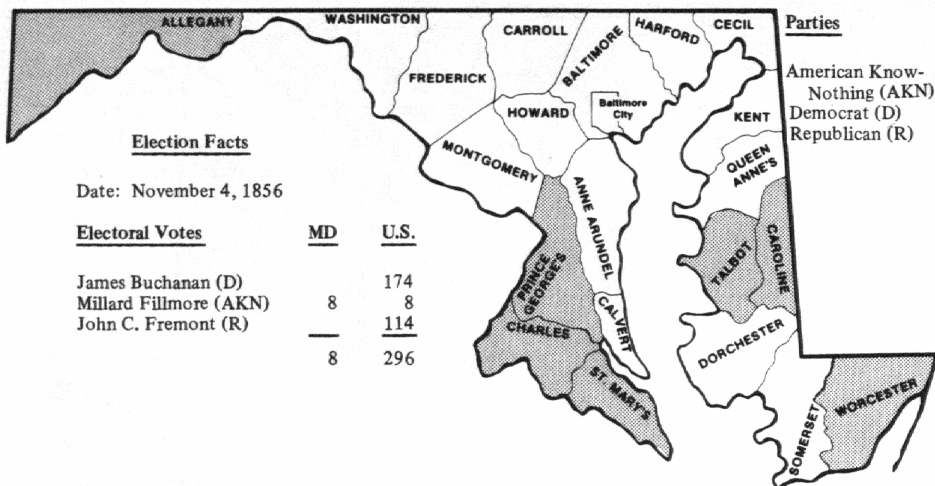 ALLEGANY
WASHINGTON
FREDERICK
CARROLL
BALTIMORE
HARFORD
CECIL
Baltimore
City
HOWARD
MONTGOMERY
ANNE ARUNDEL
PRINCE
GEORGE'S
CALVERT
CHARLES
ST. MARY'S
KENT
QUEEN
ANNE'S
TALBOT
CAROLINE
DORCHESTER
SOMERSET
WORCESTER
Parties
American Know-
Nothing (AKN)
Democrat (D)
Republican (R)
Election Facts
Date: November 4, 1856
Electoral Votes MD U.S.
James Buchanan (D) 174
Millard Fillmore (AKN) 8 8
John C. Fremont (R) 114
8 296